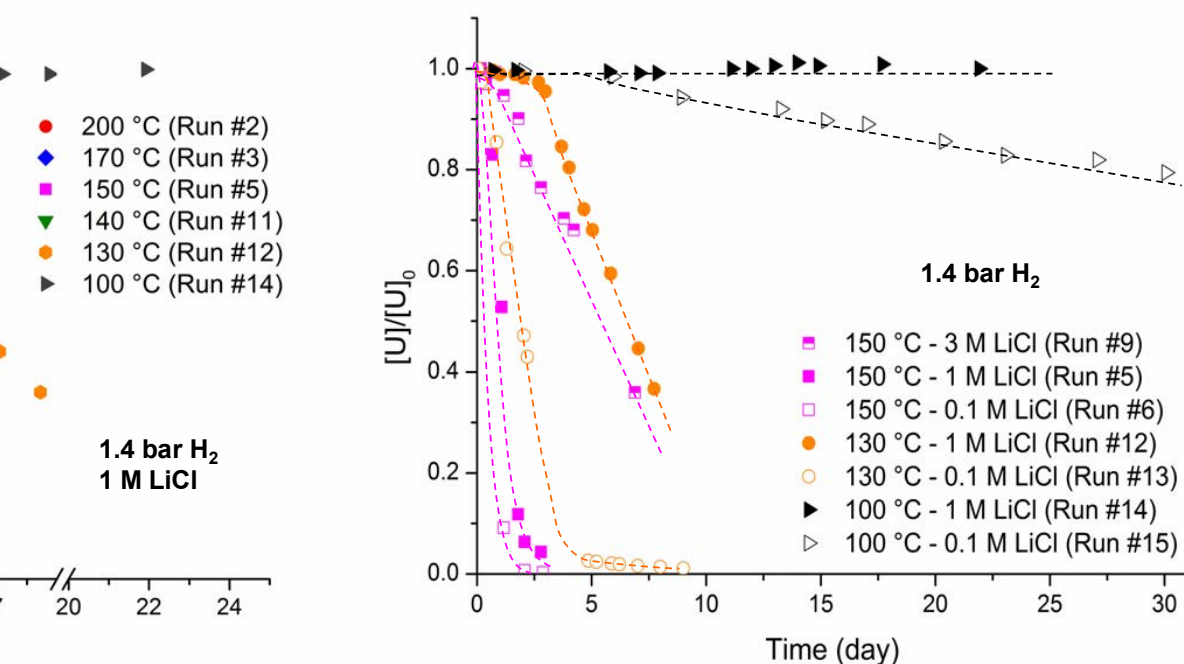 200 °C (Run #2)
170 °C (Run #3)
150 °C (Run #5)
140 °C (Run #11)
130 °C (Run #12)
100 °C (Run #14)
1.4 bar H₂
1 M LiCl
20
22
24
[U]/[U]₀
1.0
0.8
0.6
0.4
0.2
0.0
1.4 bar H₂
150 °C - 3 M LiCl (Run #9)
150 °C - 1 M LiCl (Run #5)
150 °C - 0.1 M LiCl (Run #6)
130 °C - 1 M LiCl (Run #12)
130 °C - 0.1 M LiCl (Run #13)
100 °C - 1 M LiCl (Run #14)
100 °C - 0.1 M LiCl (Run #15)
0
5
10
15
20
25
30
Time (day)